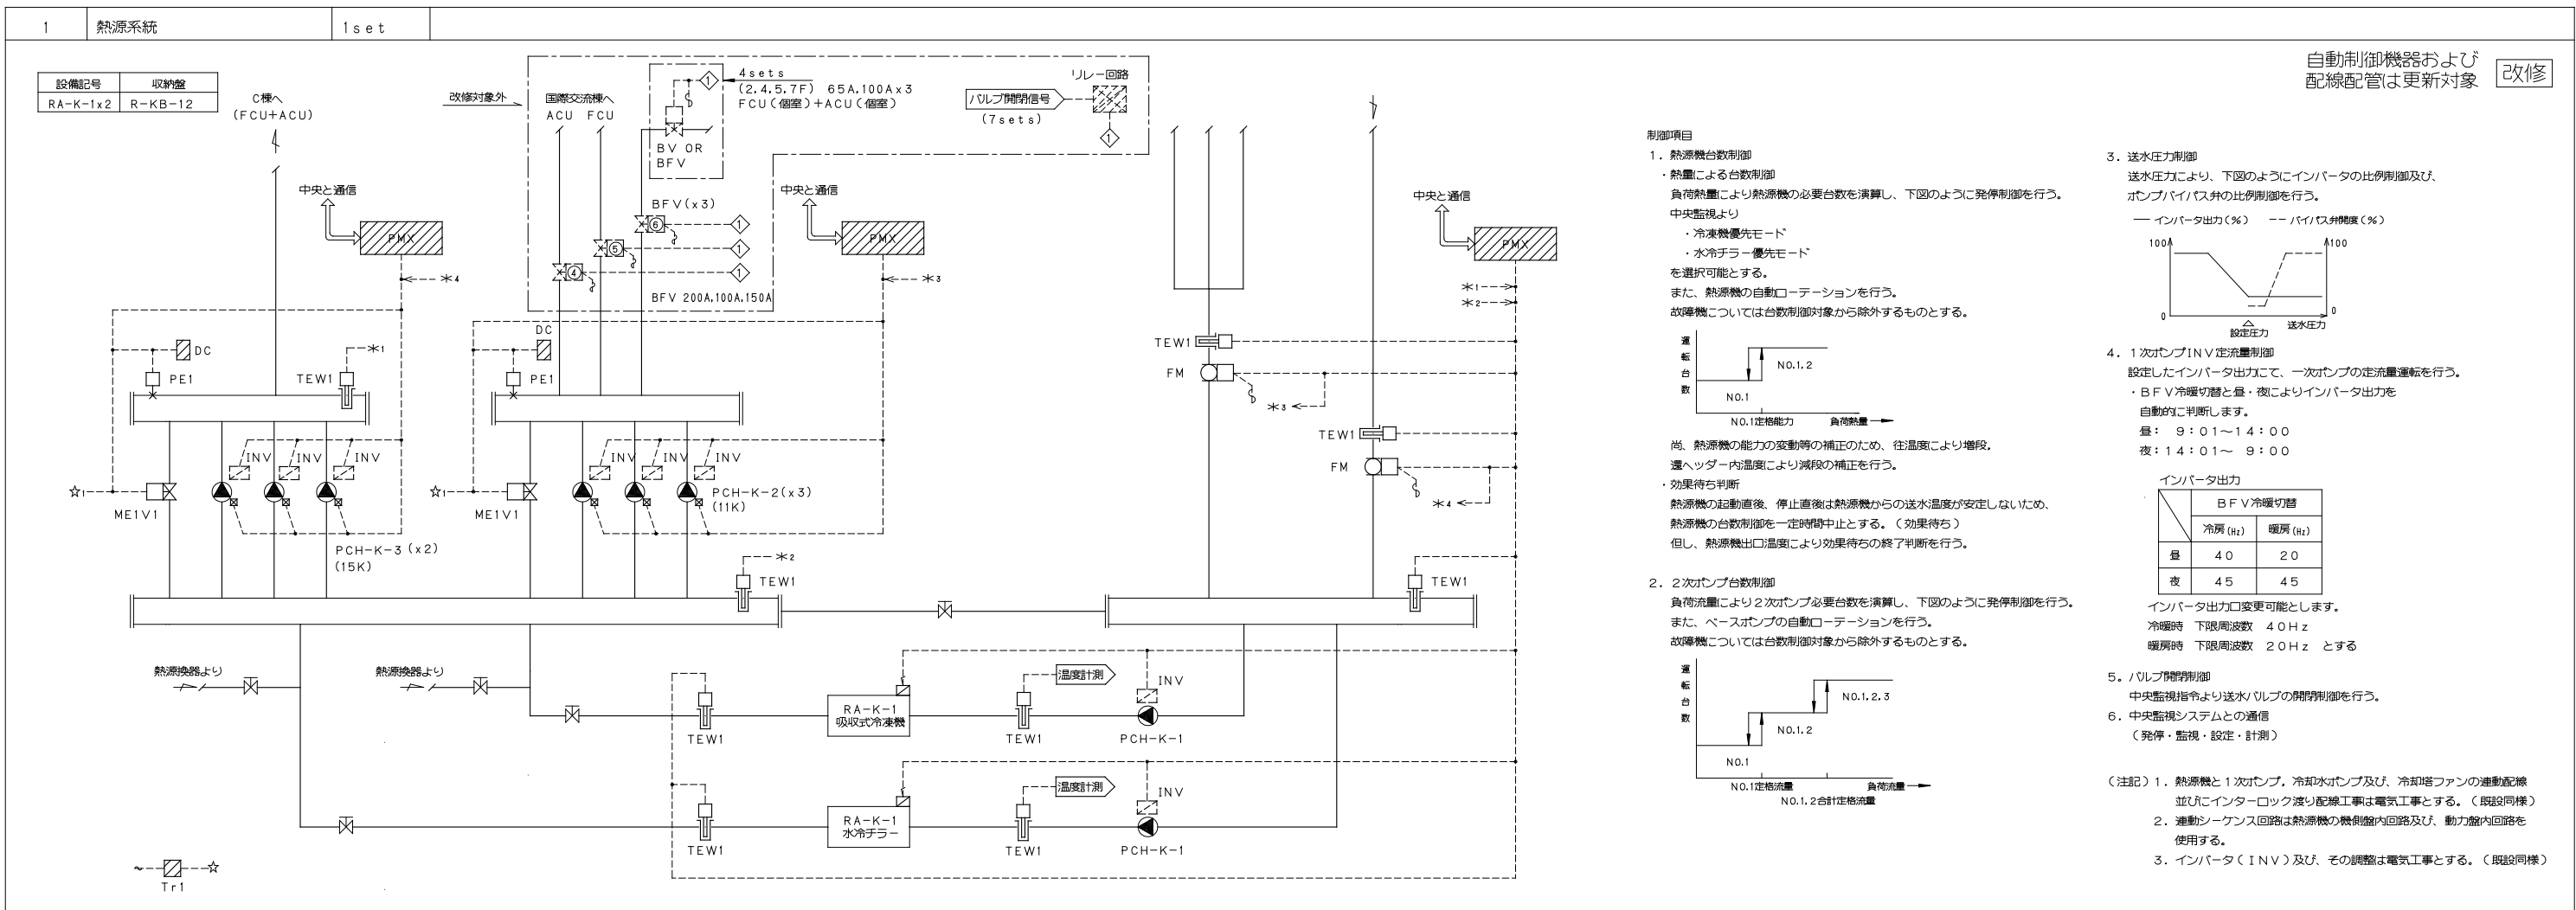 1 熱源系統 1set
自動制御機器および
配線配管は更新対象
改修
設備記号 収納盤
RA-K-1x2 R-KB-12
C棟へ
(FCU+ACU)
改修対象外
国際交流棟へ
ACU FCU
4sets
(2,4,5,7F) 65A,100Ax3
FCU(個室)+ACU(個室)
1
BV OR
BFV
バルブ開閉信号
(7sets)
リレー回路
1
中央と通信
PMX
*4
BFV(x3)
6 1
5 1
4 1
BFV 200A,100A,150A
中央と通信
PMX
*3
中央と通信
PMX
*1
*2
DC
PE1
TEW1
*1
DC
PE1
TEW1
FM
*3
TEW1
FM
*4
INV INV INV
☆1
ME1V1
PCH-K-3(x2)
(15K)
INV INV INV
☆1
ME1V1
PCH-K-2(x3)
(11K)
*2
TEW1
TEW1
熱源換器より
熱源換器より
TEW1
RA-K-1
吸収式冷凍機
温度計測
TEW1
INV
PCH-K-1
TEW1
RA-K-1
水冷チラー
温度計測
TEW1
INV
PCH-K-1
~ ☆
Tr1
制御項目
1.熱源機台数制御
・熱量による台数制御
負荷熱量により熱源機の必要台数を演算し、下図のように発停制御を行う。
中央監視より
・冷凍機優先モード
・水冷チラー優先モード
を選択可能とする。
また、熱源機の自動ローテーションを行う。
故障機については台数制御対象から除外するものとする。
運転台数
NO.1,2
NO.1
NO.1定格能力 負荷熱量
尚、熱源機の能力の変動等の補正のため、往温度により増段,
還ヘッダー内温度により減段の補正を行う。
・効果待ち判断
熱源機の起動直後、停止直後は熱源機からの送水温度が安定しないため、
熱源機の台数制御を一定時間中止とする。(効果待ち)
但し、熱源機出口温度により効果待ちの終了判断を行う。
2.2次ポンプ台数制御
負荷流量により2次ポンプ必要台数を演算し、下図のように発停制御を行う。
また、ベースポンプの自動ローテーションを行う。
故障機については台数制御対象から除外するものとする。
運転台数
NO.1,2,3
NO.1,2
NO.1
NO.1定格流量 負荷流量
NO.1,2合計定格流量
3.送水圧力制御
送水圧力により、下図のようにインバータの比例制御及び、
ポンプバイパス弁の比例制御を行う。
インバータ出力(%) バイパス弁開度(%)
100 100
0 0
設定圧力 送水圧力
4.1次ポンプINV定流量制御
設定したインバータ出力にて、一次ポンプの定流量運転を行う。
・BFV冷暖切替と昼・夜によりインバータ出力を
自動的に判断します。
昼: 9:01〜14:00
夜:14:01〜 9:00
インバータ出力
BFV冷暖切替
冷房(Hz) 暖房(Hz)
昼 40 20
夜 45 45
インバータ出力口変更可能とします。
冷暖時 下限周波数 40Hz
暖房時 下限周波数 20Hz とする
5。バルブ開閉制御
中央監視指令より送水バルブの開閉制御を行う。
6.中央監視システムとの通信
(発停・監視・設定・計測)
(注記)1.熱源機と1次ポンプ,冷却水ポンプ及び、冷却塔ファンの連動配線
並びにインターロック渡り配線工事は電気工事とする。(既設同様)
2.連動シーケンス回路は熱源機の機側盤内回路及び、動力盤内回路を
使用する。
3.インバータ(INV)及び、その調整は電気工事とする。(既設同様)